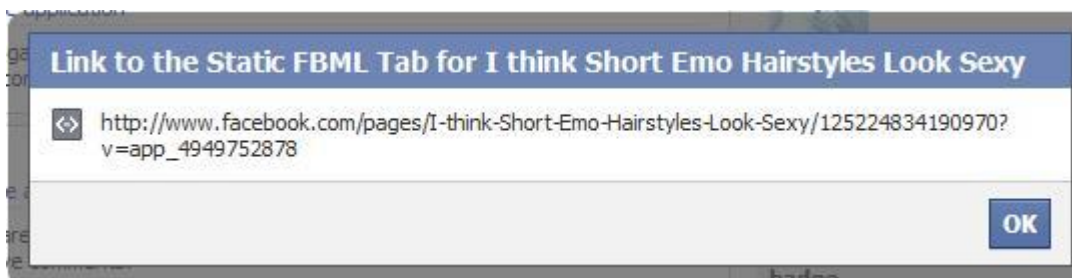 application
Link to the Static FBML Tab for I think Short Emo Hairstyles Look Sexy
http://www.facebook.com/pages/I-think-Short-Emo-Hairstyles-Look-Sexy/125224834190970?
v=app_4949752878
OK